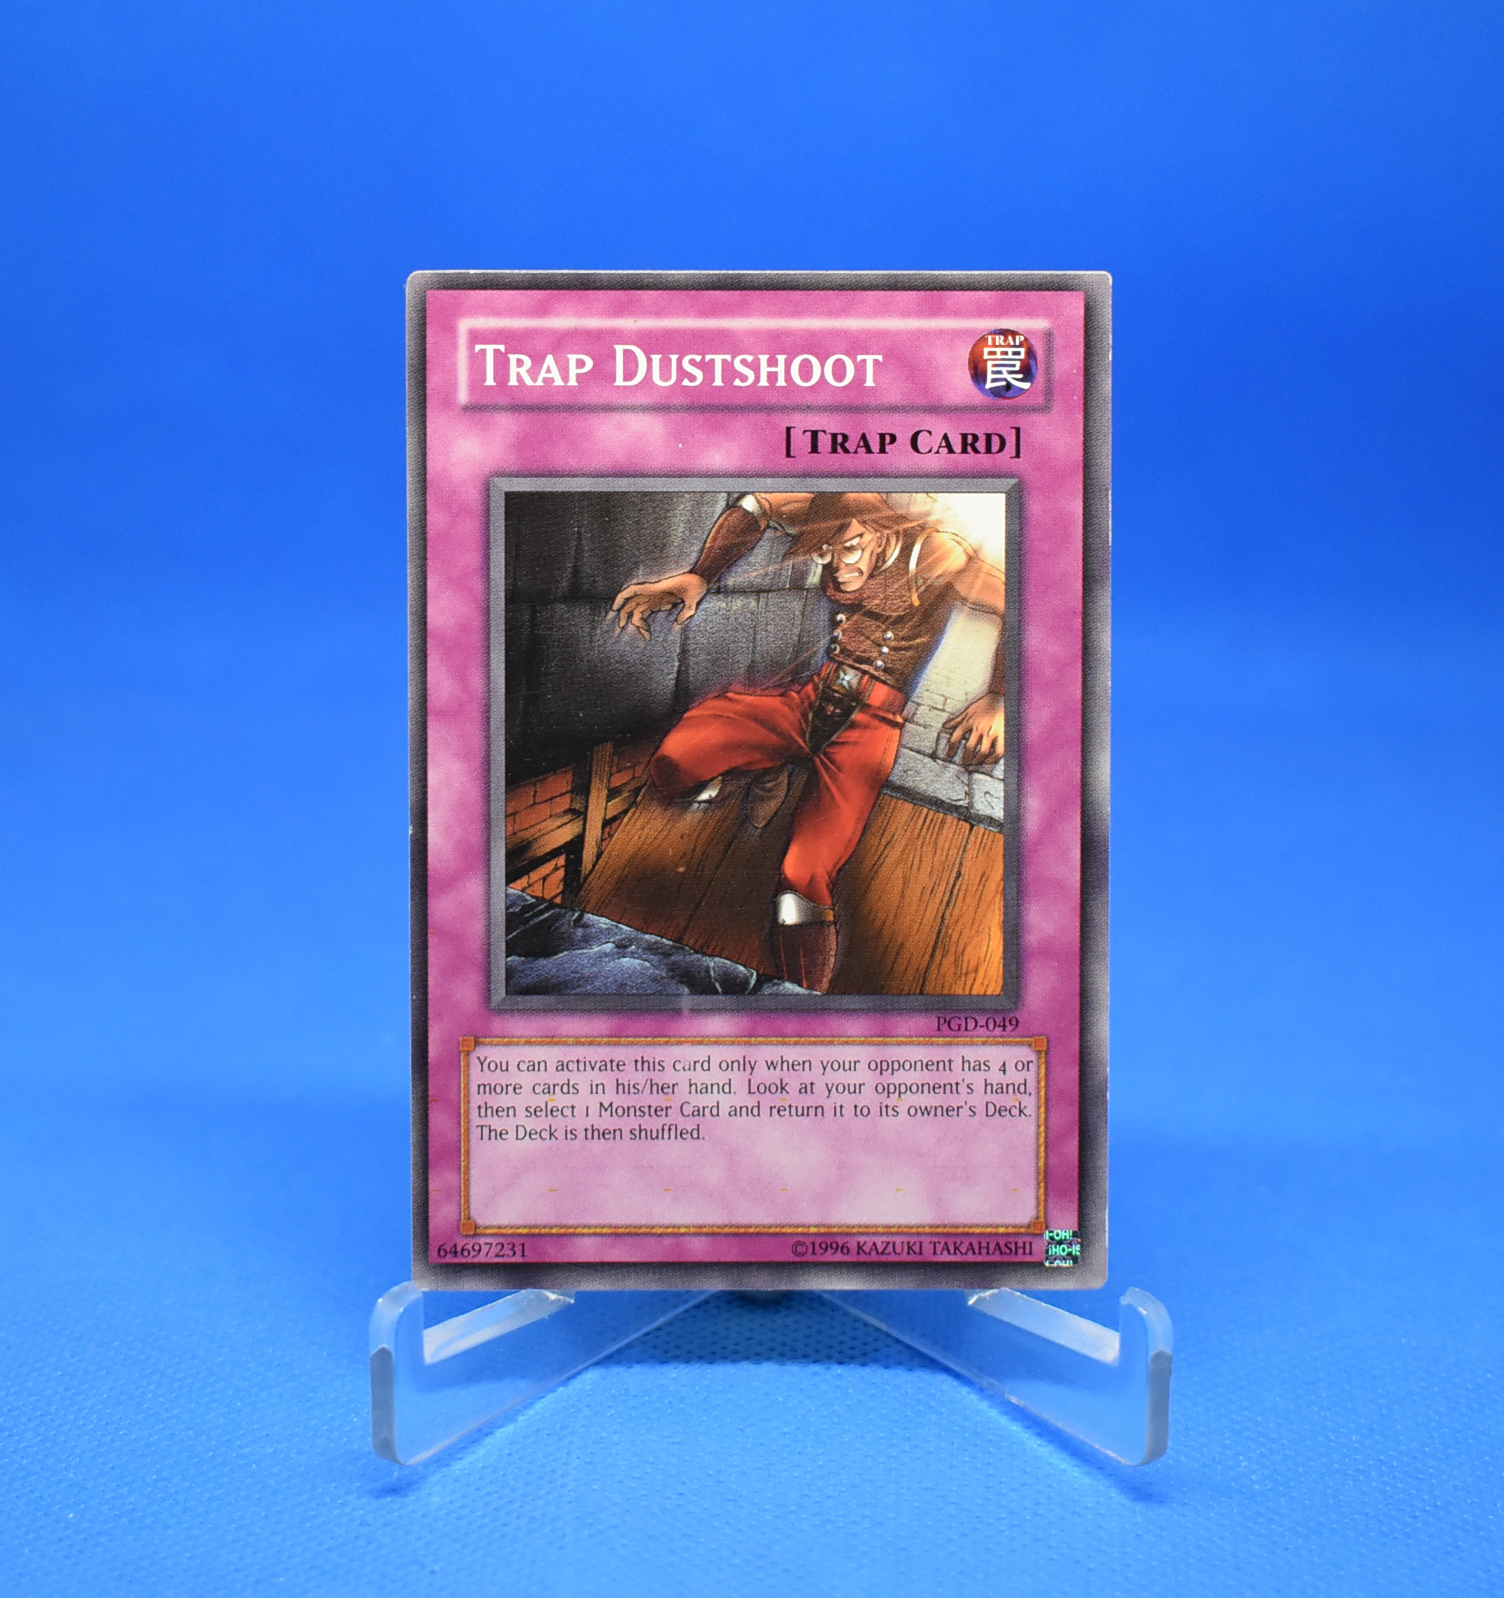 TRAP DUSTSHOOT
TRAP
罠
[TRAP CARD]
PGD-049
You can activate this card only when your opponent has 4 or
more cards in his/her hand. Look at your opponent's hand,
then select 1 Monster Card and return it to its owner's Deck.
The Deck is then shuffled.
64697231
©1996 KAZUKI TAKAHASHI
-OH!